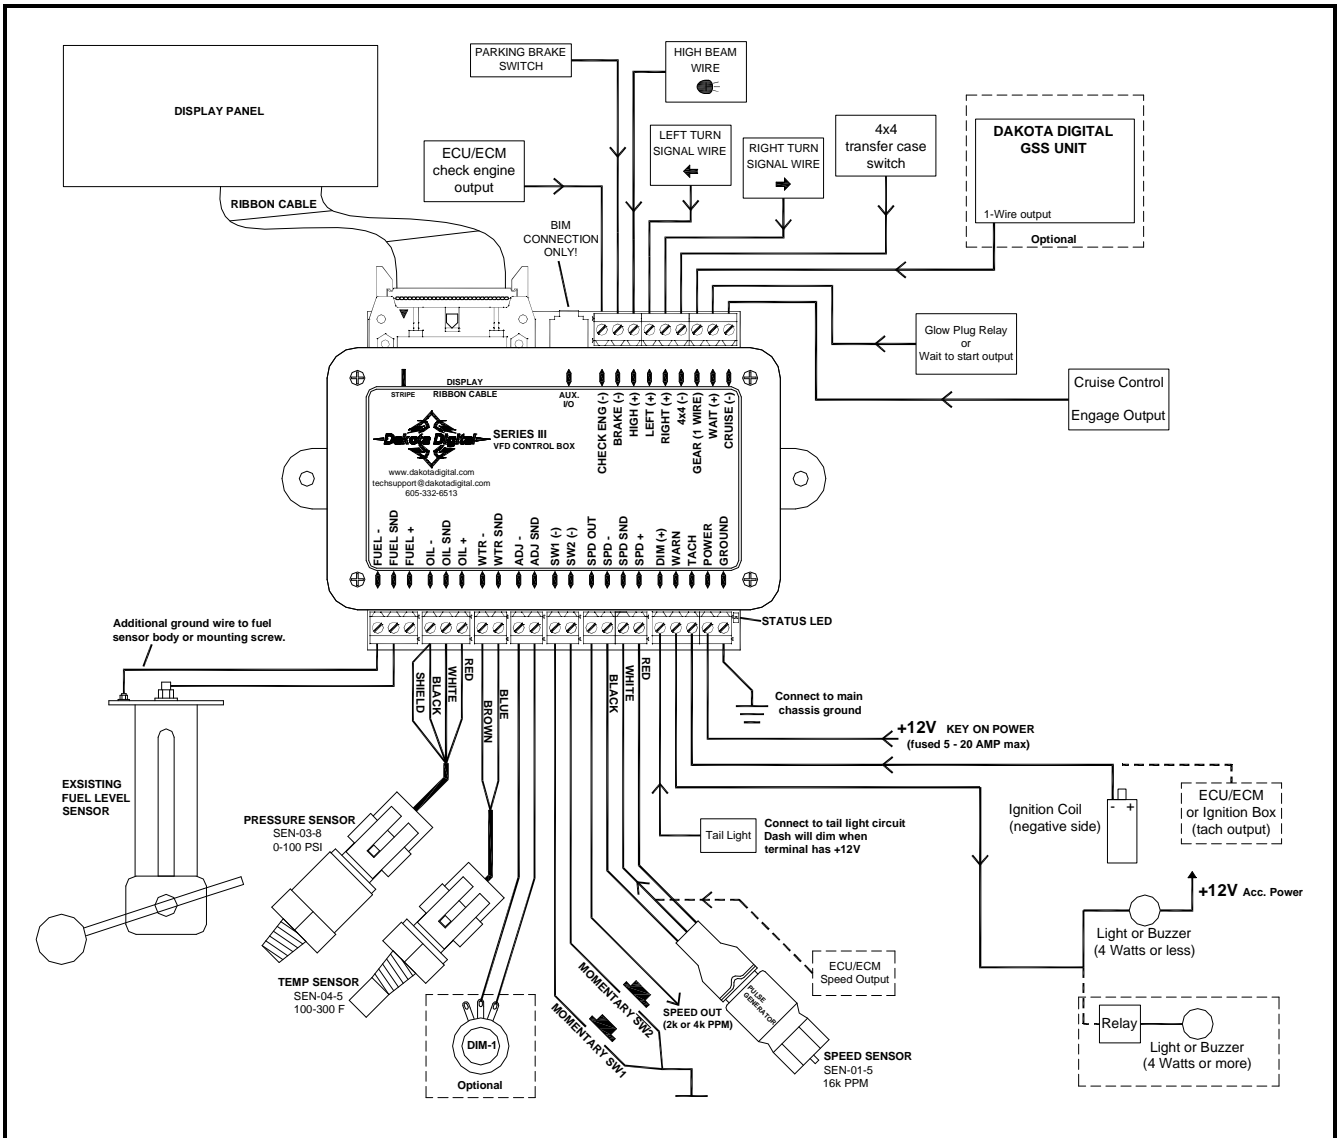 DISPLAY PANEL
RIBBON CABLE
PARKING BRAKE
SWITCH
HIGH BEAM
WIRE
ECU/ECM
check engine
output
LEFT TURN
SIGNAL WIRE
RIGHT TURN
SIGNAL WIRE
4x4
transfer case
switch
DAKOTA DIGITAL
GSS UNIT
1-Wire output
Optional
BIM
CONNECTION
ONLY!
Glow Plug Relay
or
Wait to start output
Cruise Control
Engage Output
STRIPE
DISPLAY
RIBBON CABLE
AUX.
I/O
CHECK ENG (-)
BRAKE (-)
HIGH (+)
LEFT (+)
RIGHT (+)
4x4 (-)
GEAR (1 WIRE)
WAIT (+)
CRUISE (-)
Dakota Digital
SERIES III
VFD CONTROL BOX
www.dakotadigital.com
techsupport@dakotadigital.com
605-332-6513
FUEL -
FUEL SND
FUEL +
OIL -
OIL SND
OIL +
WTR -
WTR SND
ADJ -
ADJ SND
SW1 (-)
SW2 (-)
SPD OUT
SPD -
SPD SND
SPD +
DIM (+)
WARN
TACH
POWER
GROUND
STATUS LED
Additional ground wire to fuel
sensor body or mounting screw.
SHIELD
BLACK
WHITE
RED
BROWN
BLUE
BLACK
WHITE
RED
Connect to main
chassis ground
+12V KEY ON POWER
(fused 5 - 20 AMP max)
EXSISTING
FUEL LEVEL
SENSOR
PRESSURE SENSOR
SEN-03-8
0-100 PSI
Tail Light
Connect to tail light circuit
Dash will dim when
terminal has +12V
Ignition Coil
(negative side)
- +
ECU/ECM
or Ignition Box
(tach output)
+12V Acc. Power
Light or Buzzer
(4 Watts or less)
TEMP SENSOR
SEN-04-5
100-300 F
DIM-1
Optional
MOMENTARY SW2
MOMENTARY SW1
SPEED OUT
(2k or 4k PPM)
PULSE
GENERATOR
ECU/ECM
Speed Output
SPEED SENSOR
SEN-01-5
16k PPM
Relay
Light or Buzzer
(4 Watts or more)